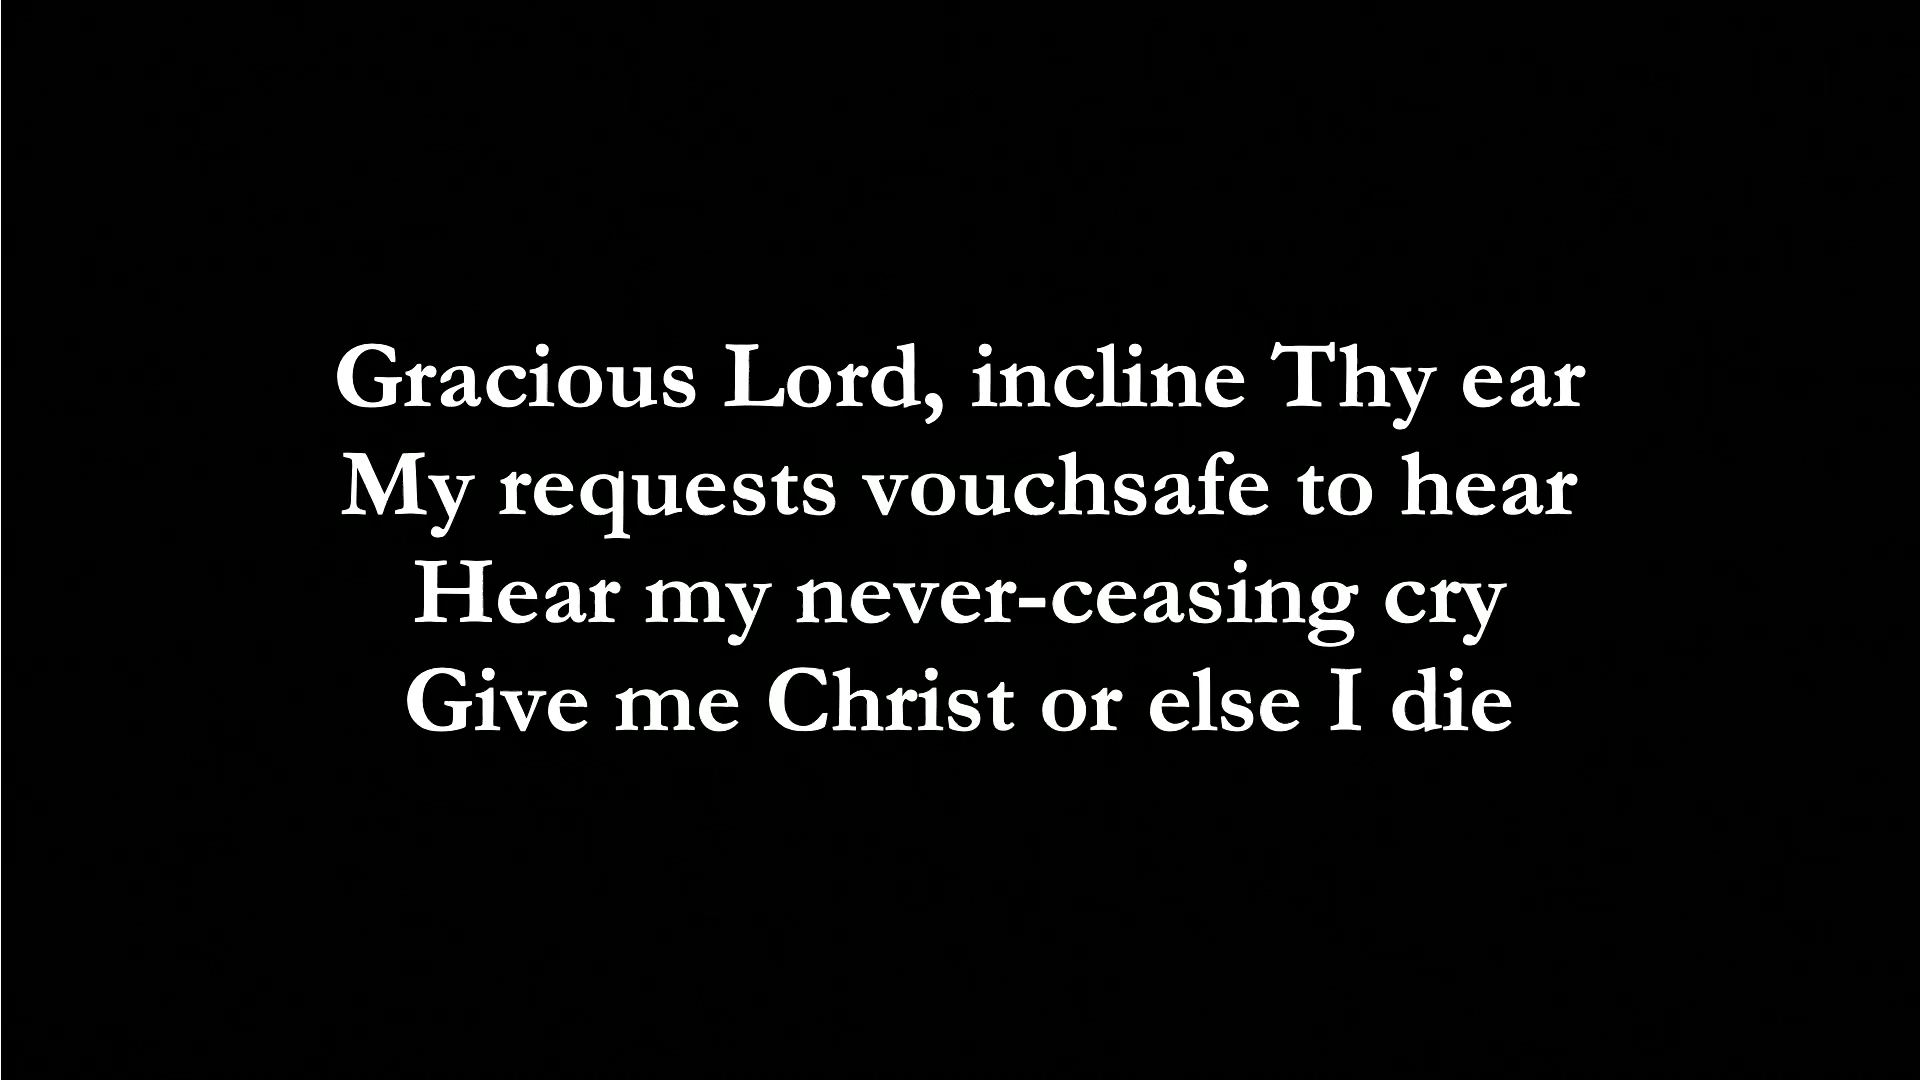 Gracious Lord, incline Thy ear
My requests vouchsafe to hear
Hear my never-ceasing cry
Give me Christ or else I die